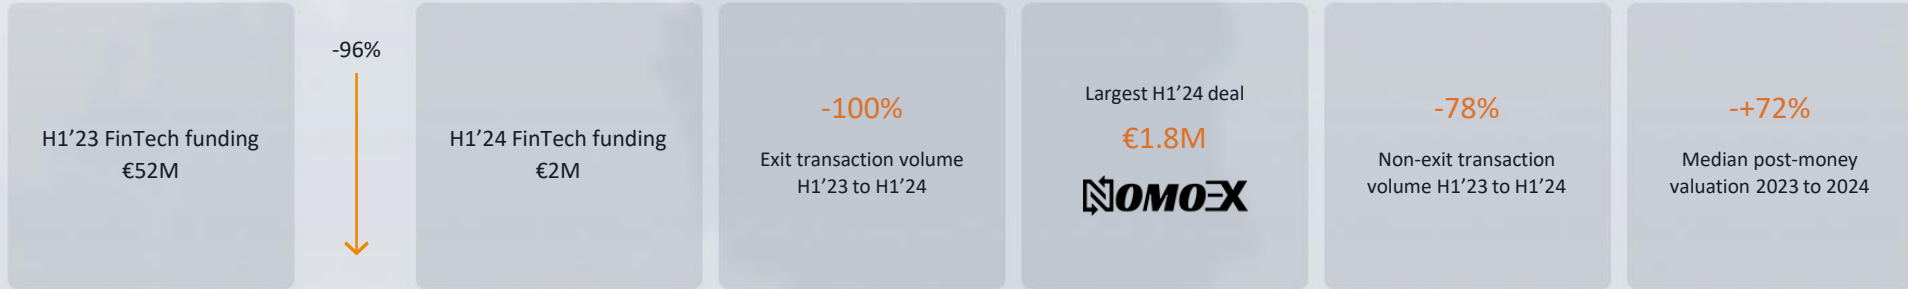 H1’23 FinTech funding
€52M
-96%
H1’24 FinTech funding
€2M
-100%
Exit transaction volume
H1’23 to H1’24
Largest H1’24 deal
€1.8M
NOMOEX
-78%
Non-exit transaction
volume H1’23 to H1’24
-+72%
Median post-money
valuation 2023 to 2024